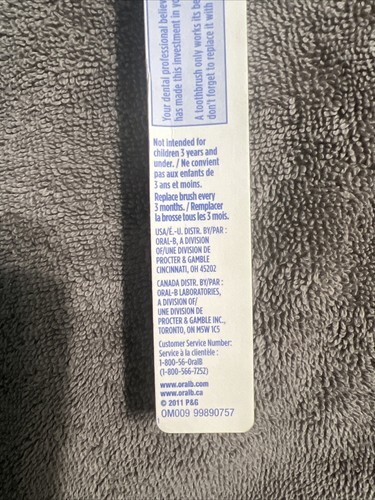 Your dental professional believ
has made this investment in yo
A toothbrush only works its be
don't forget to replace it with
Not intended for
children 3 years and
under. / Ne convient
pas aux enfants de
3 ans et moins.
Replace brush every
3 months. / Remplacer
la brosse tous les 3 mois.
USA/É.-U. DISTR. BY/PAR :
ORAL-B, A DIVISION
OF/UNE DIVISION DE
PROCTER & GAMBLE
CINCINNATI, OH 45202
CANADA DISTR. BY/PAR :
ORAL-B LABORATORIES,
A DIVISION OF/
UNE DIVISION DE
PROCTER & GAMBLE INC.,
TORONTO, ON M5W 1C5
Customer Service Number:
Service à la clientèle :
1-800-56-OralB
(1-800-566-7252)
www.oralb.com
www.oralb.ca
© 2011 P&G
OM009 99890757